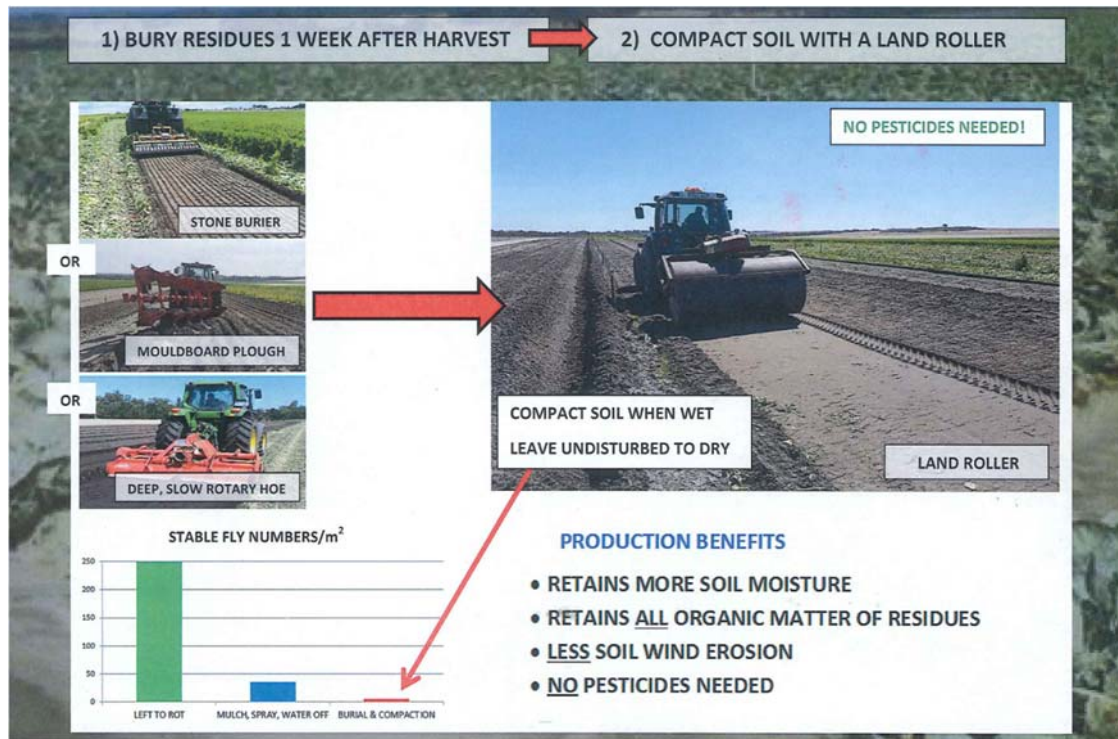 1) BURY RESIDUES 1 WEEK AFTER HARVEST
2) COMPACT SOIL WITH A LAND ROLLER
STONE BURIER
OR
MOULDBOARD PLOUGH
OR
DEEP, SLOW ROTARY HOE
NO PESTICIDES NEEDED!
COMPACT SOIL WHEN WET
LEAVE UNDISTURBED TO DRY
LAND ROLLER
STABLE FLY NUMBERS/m²
250
200
150
100
50
0
LEFT TO ROT
MULCH, SPRAY, WATER OFF
BURIAL & COMPACTION
PRODUCTION BENEFITS
• RETAINS MORE SOIL MOISTURE
• RETAINS ALL ORGANIC MATTER OF RESIDUES
• LESS SOIL WIND EROSION
• NO PESTICIDES NEEDED